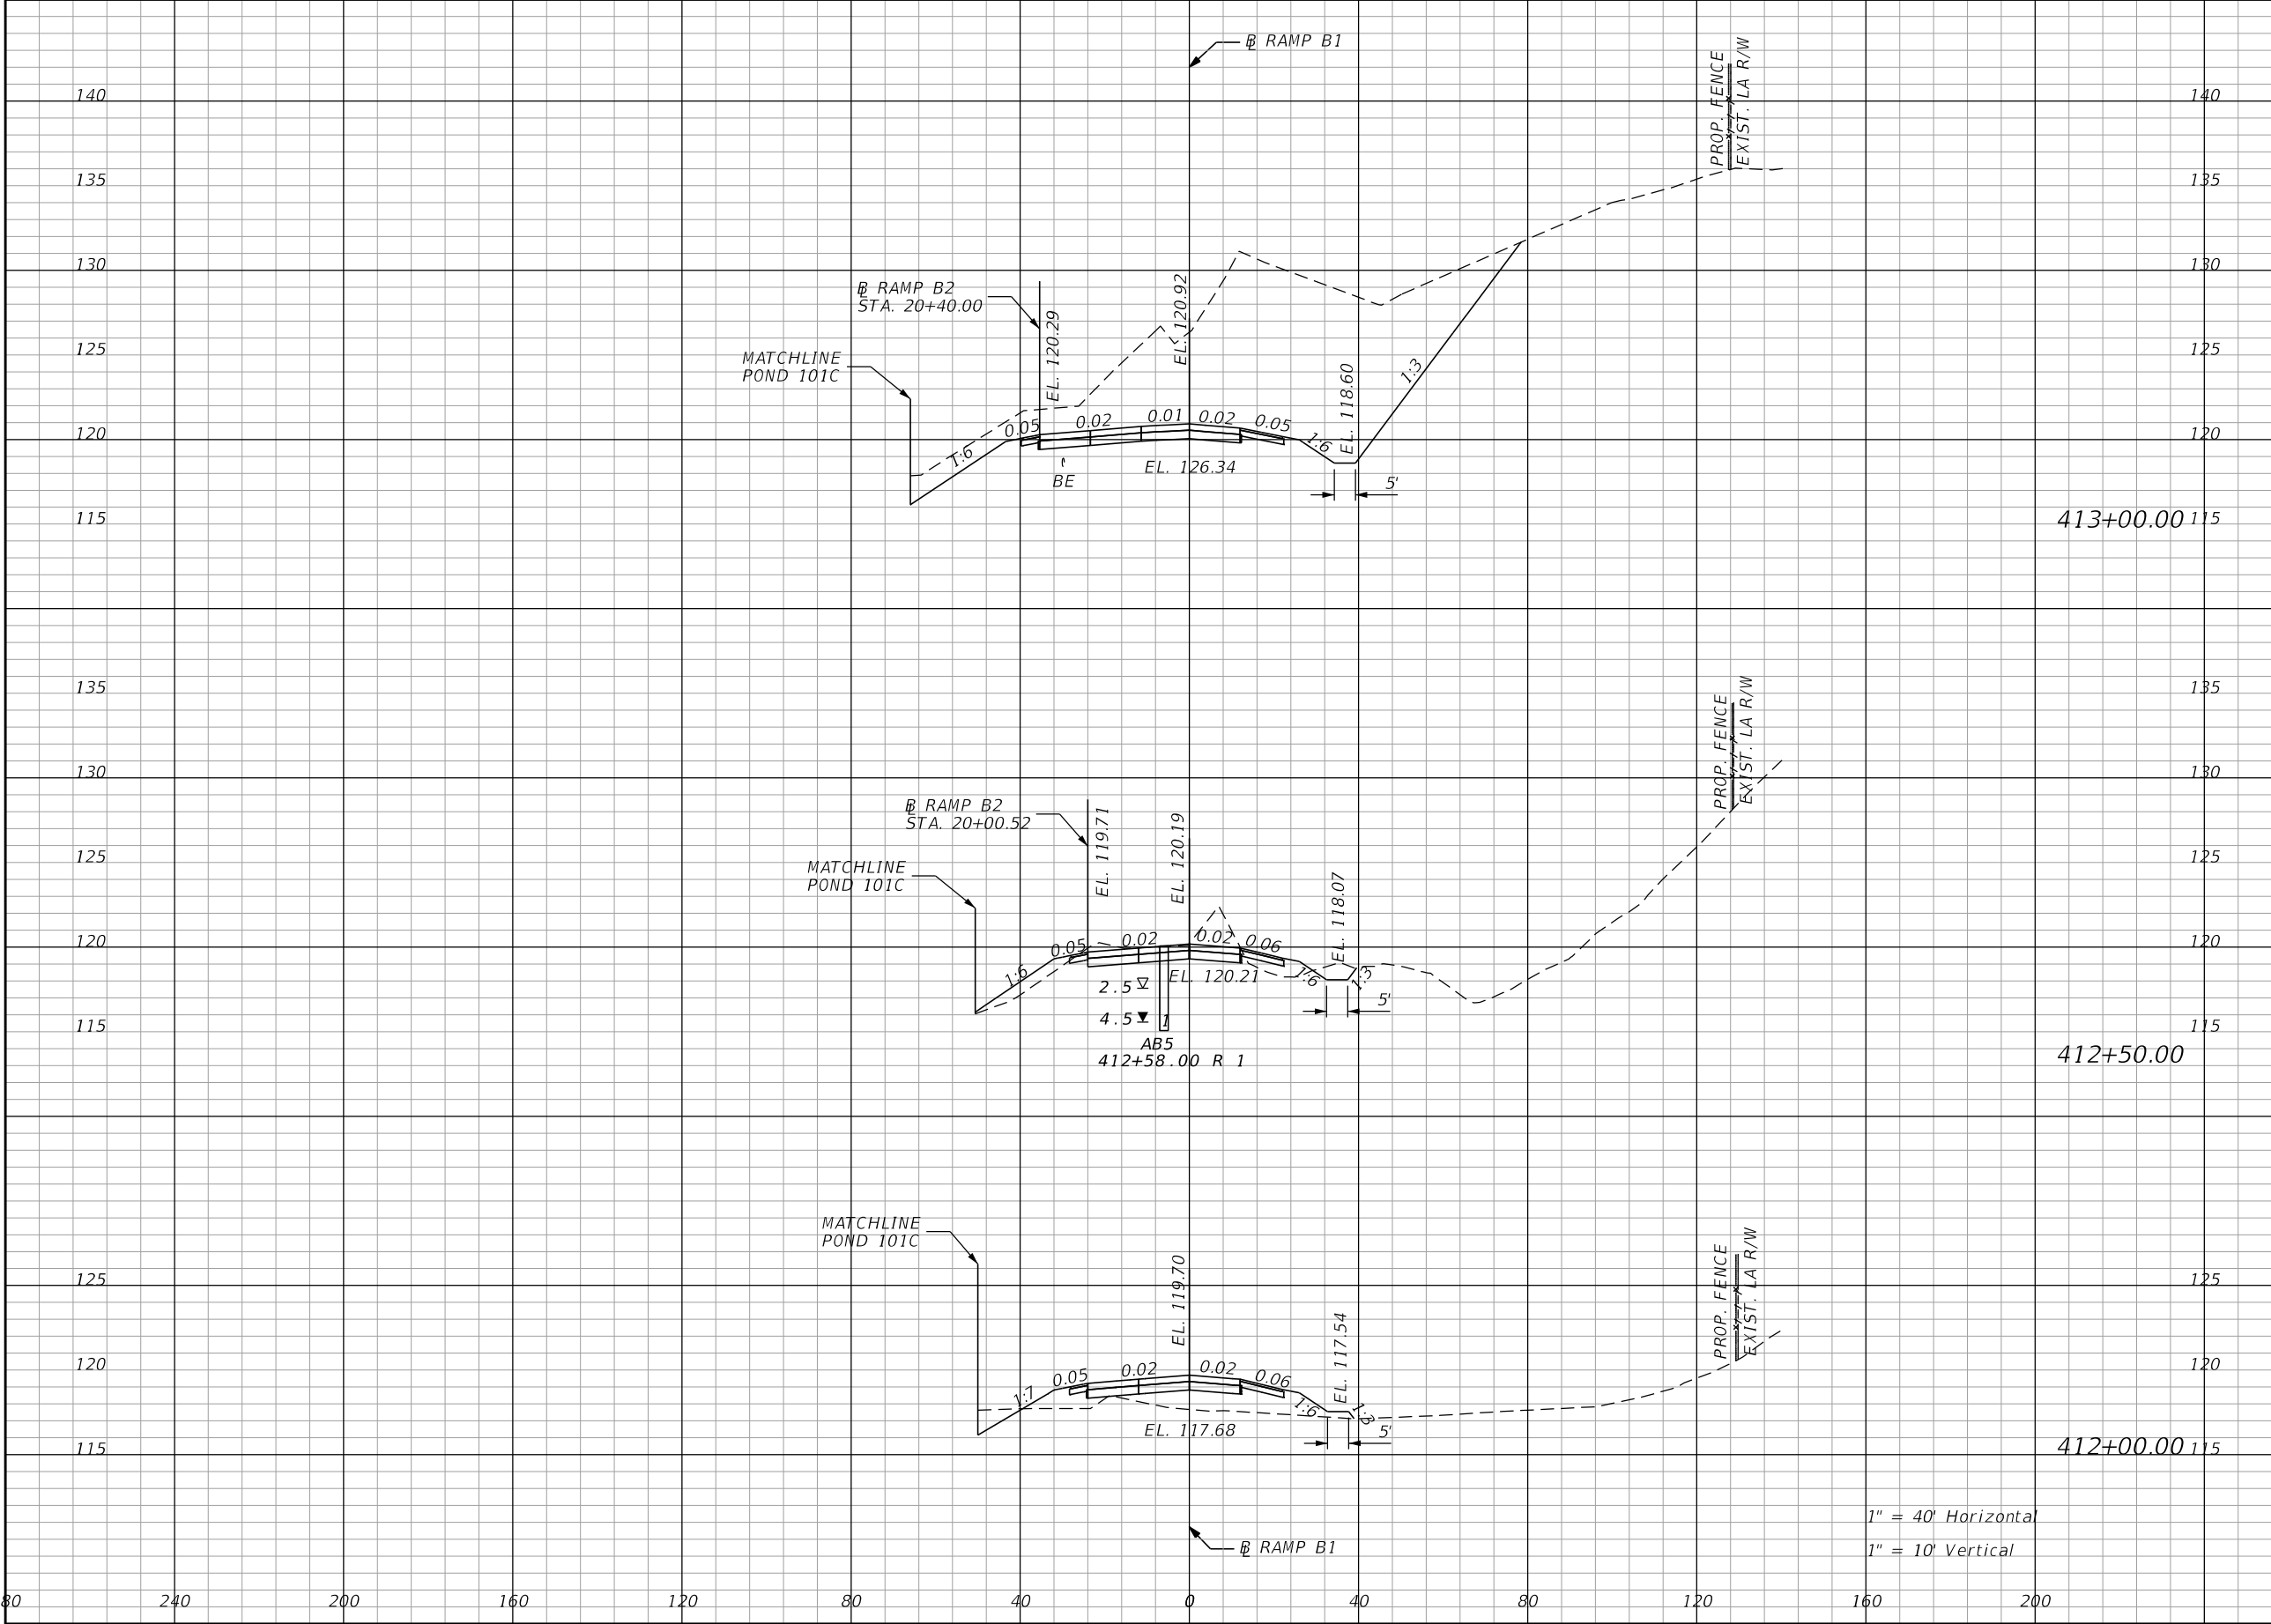 BL RAMP B1
PROP. FENCE
EXIST. LA R/W
140
140
135
135
130
130
BL RAMP B2
STA. 20+40.00
EL. 120.29
EL. 120.92
125
125
MATCHLINE
POND 101C
EL. 118.60
1:3
120
0.05
0.02
0.01
0.02
0.05
120
1:6
1:6
BE
EL. 126.34
5'
115
413+00.00
115
PROP. FENCE
EXIST. LA R/W
135
135
130
130
BL RAMP B2
STA. 20+00.52
EL. 119.71
EL. 120.19
125
125
MATCHLINE
POND 101C
EL. 118.07
120
0.05
0.02
0.02
0.06
120
1:6
1:6
1:3
EL. 120.21
2.5
4.5
1
5'
115
115
AB5
412+58.00 R 1
412+50.00
MATCHLINE
POND 101C
PROP. FENCE
EXIST. LA R/W
EL. 119.70
125
125
EL. 117.54
120
0.05
0.02
0.02
0.06
120
1:7
1:6
1:3
EL. 117.68
5'
115
412+00.00
115
1" = 40' Horizontal
BL RAMP B1
1" = 10' Vertical
80
240
200
160
120
80
40
0
40
80
120
160
200